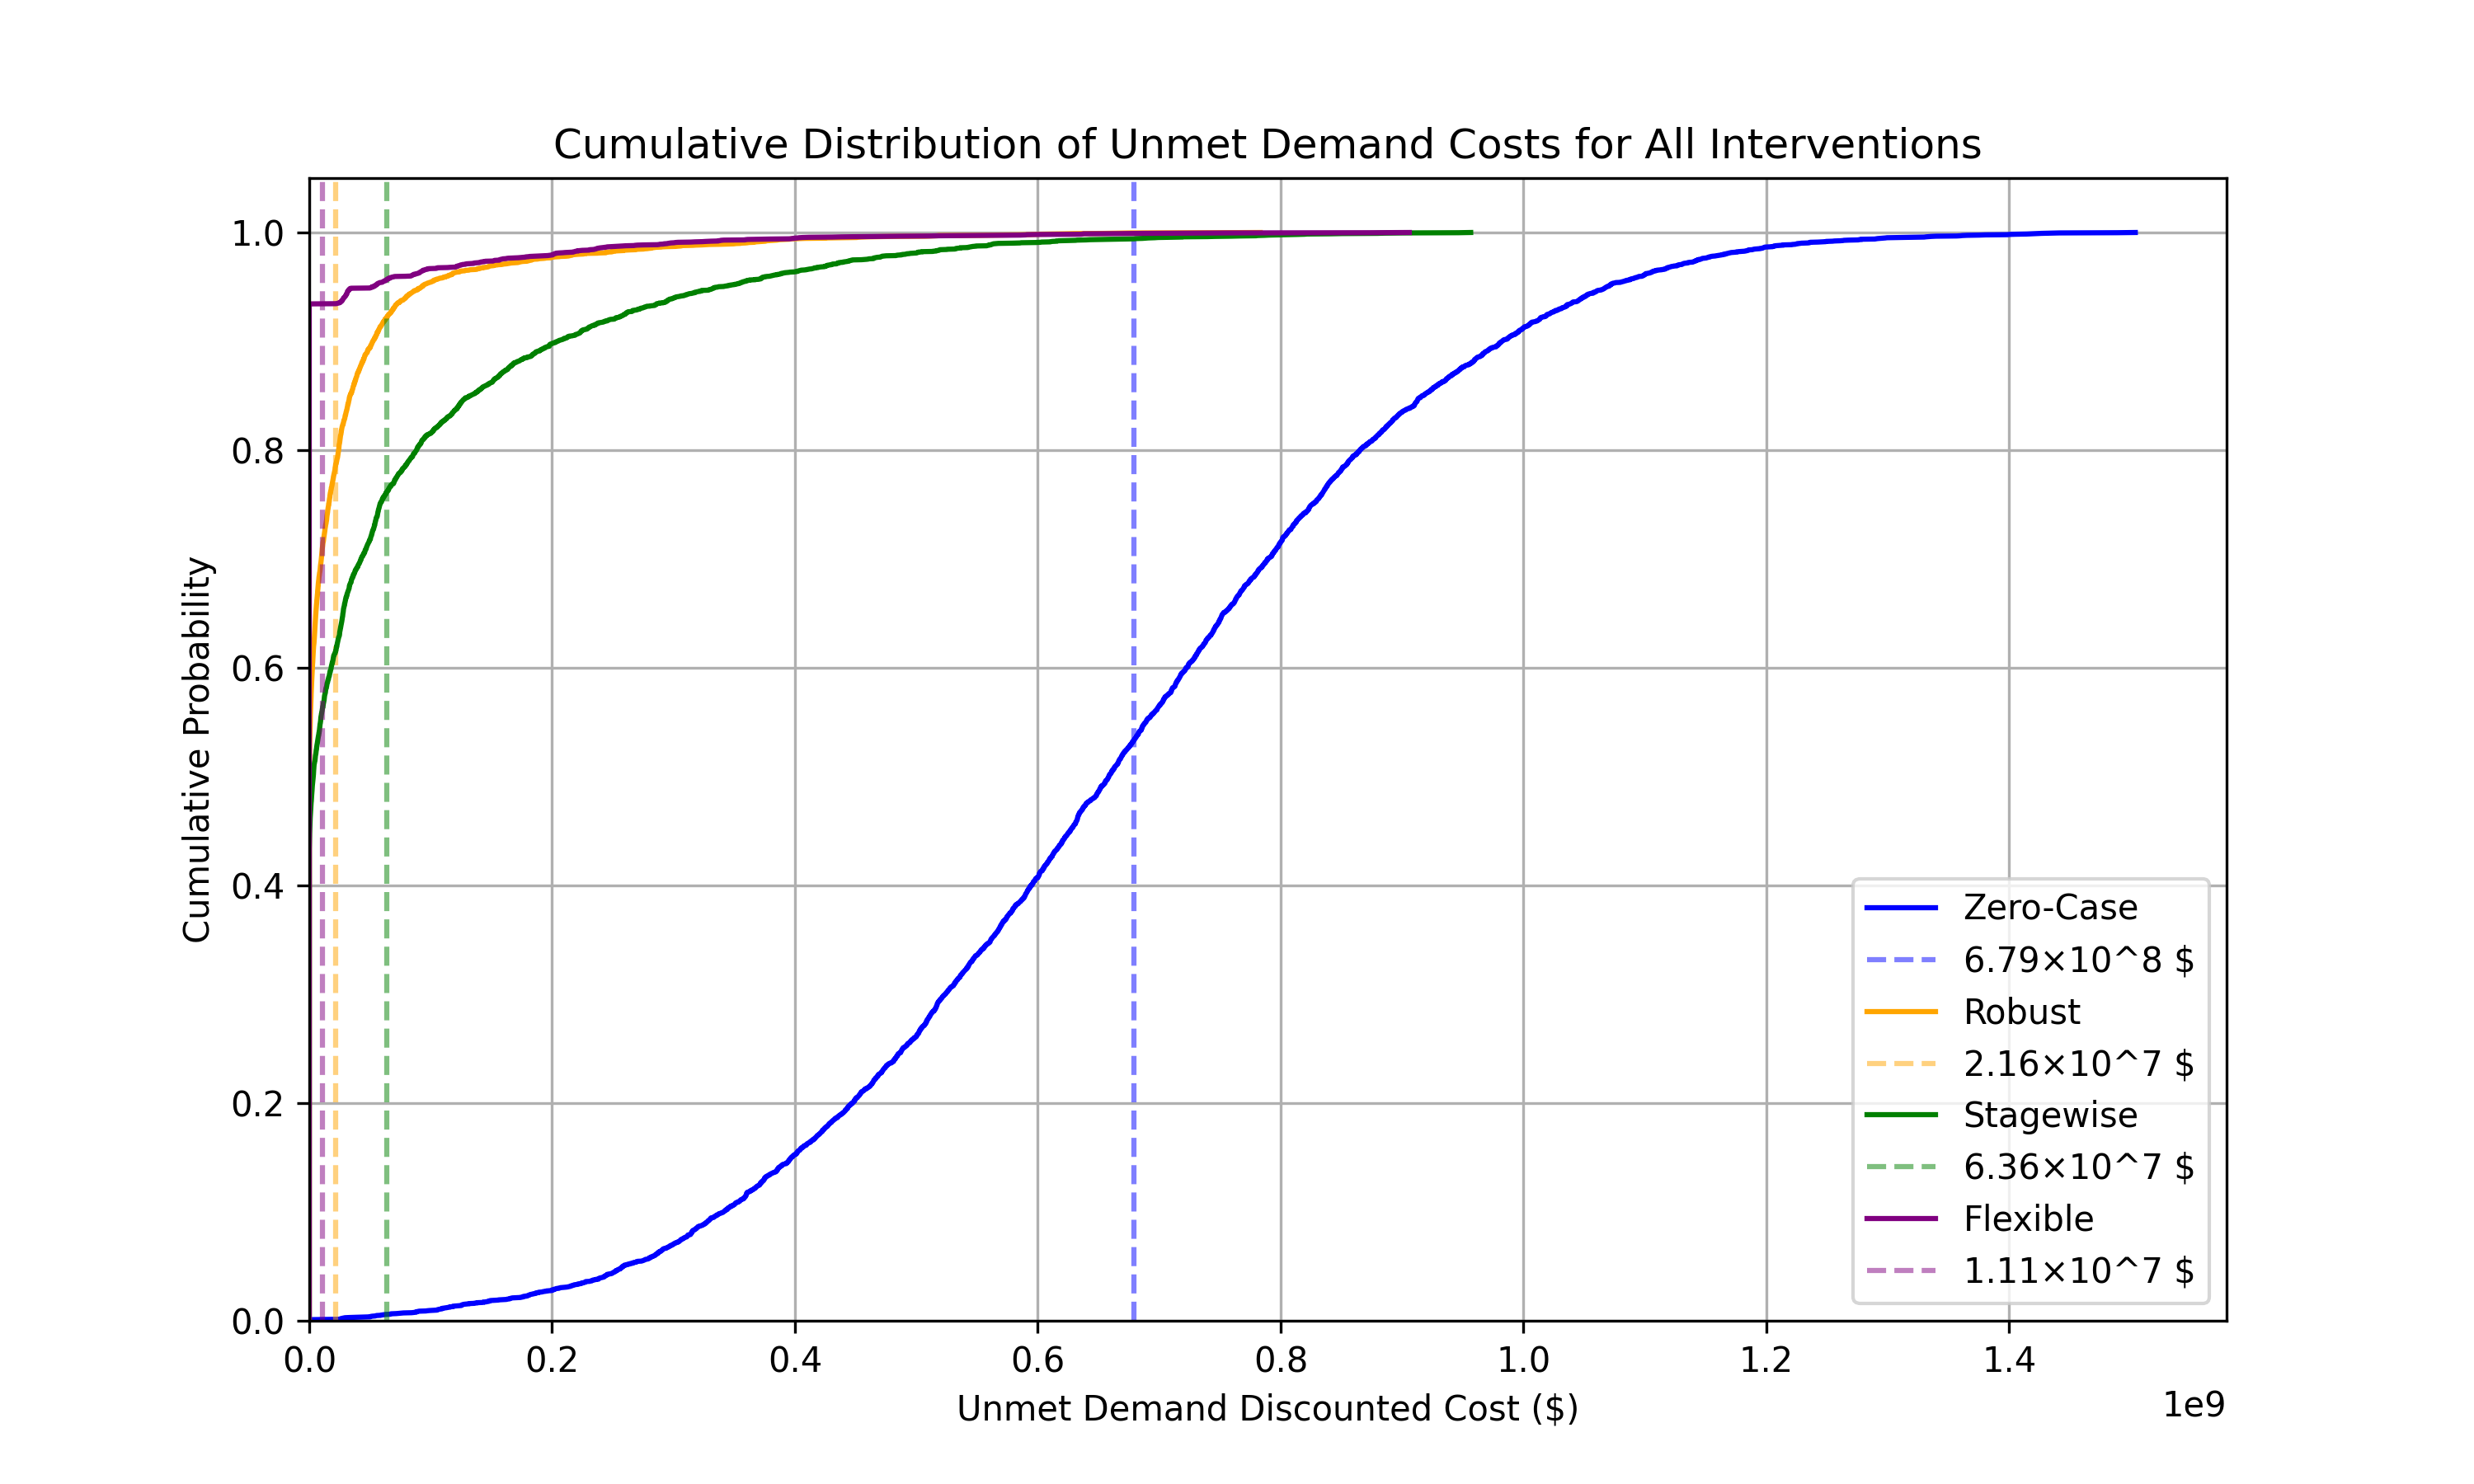 Cumulative Distribution of Unmet Demand Costs for All Interventions
Cumulative Probability
1.0
0.8
0.6
0.4
0.2
0.0
0.0 0.2 0.4 0.6 0.8 1.0 1.2 1.4
1e9
Unmet Demand Discounted Cost ($)
Zero-Case
6.79×10^8 $
Robust
2.16×10^7 $
Stagewise
6.36×10^7 $
Flexible
1.11×10^7 $